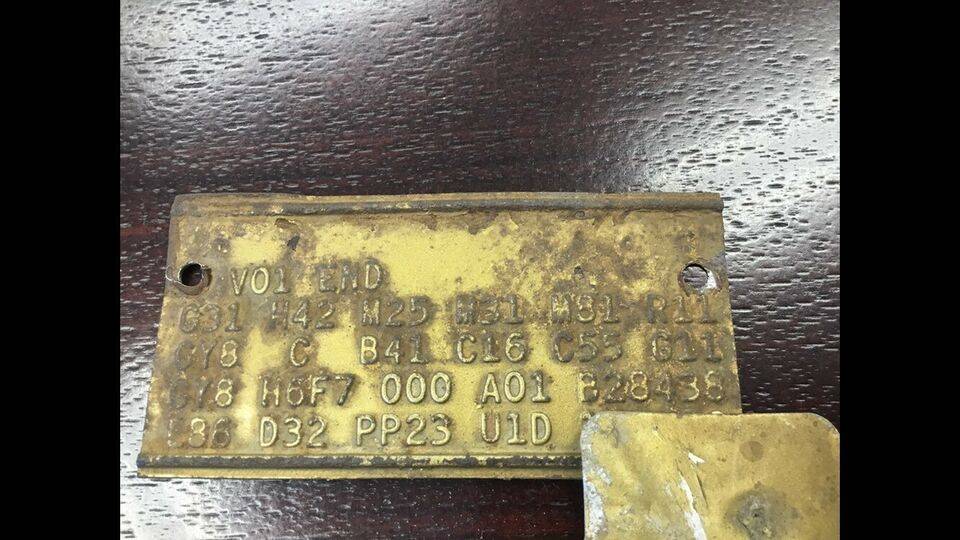 V01 END
G31 H42 M25 M31 M81 R11
GY8 C B41 C16 C55 G11
GY8 H6F7 000 A01 B28438
E86 D32 PP23 U1D